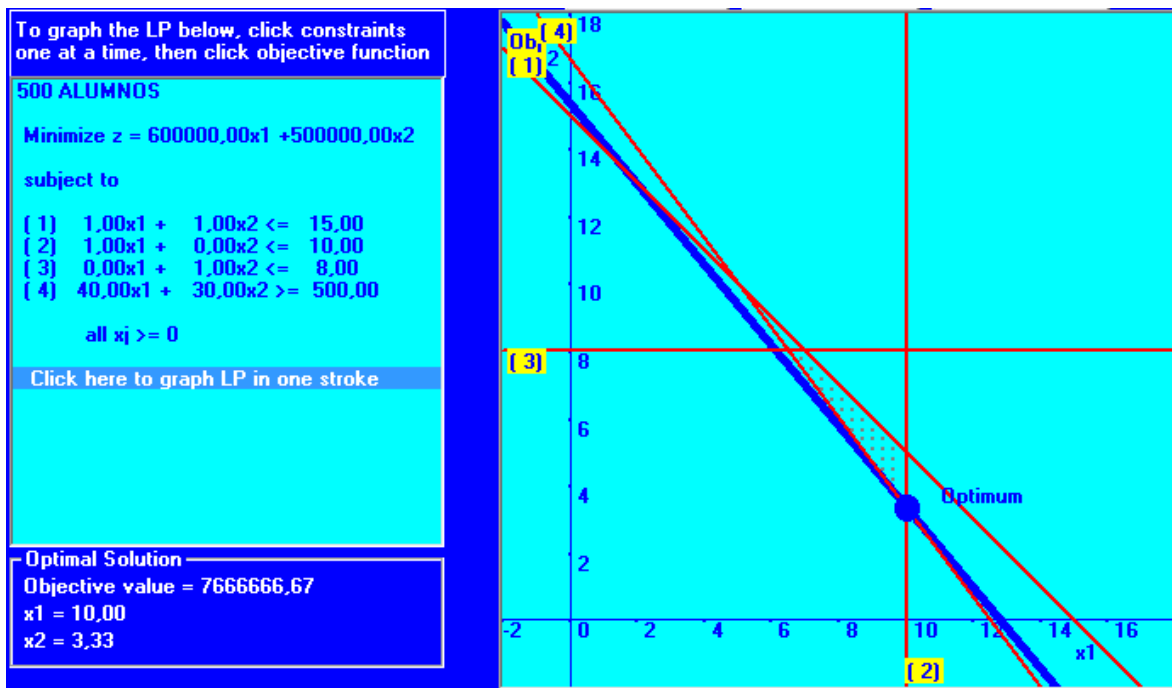 To graph the LP below, click constraints
one at a time, then click objective function
500 ALUMNOS
Minimize z = 600000,00x1 +500000,00x2
subject to
( 1) 1,00x1 + 1,00x2 <= 15,00
( 2) 1,00x1 + 0,00x2 <= 10,00
( 3) 0,00x1 + 1,00x2 <= 8,00
( 4) 40,00x1 + 30,00x2 >= 500,00
all xj >= 0
Click here to graph LP in one stroke
Optimal Solution
Objective value = 7666666,67
x1 = 10,00
x2 = 3,33
( 4)
18
Obj
2
( 1)
16
14
12
10
( 3)
8
6
4
Optimum
2
-2 0 2 4 6 8 10 12 14 16
x1
( 2)